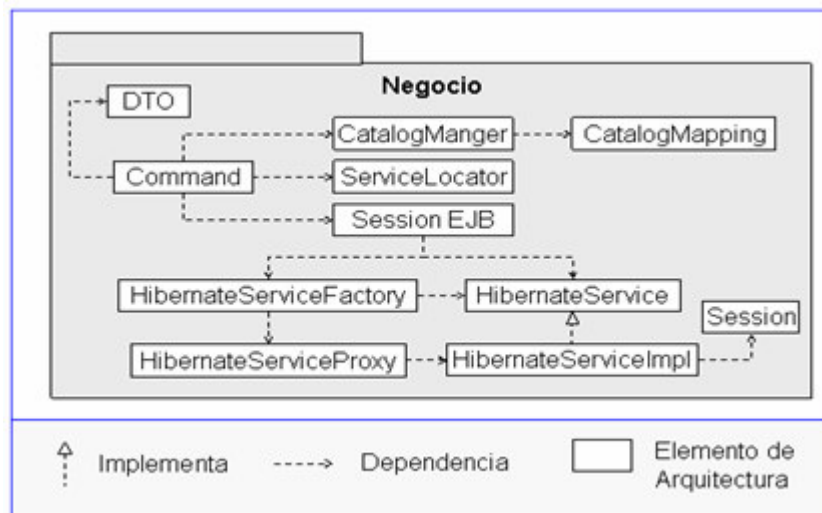 Negocio
DTO
CatalogManger
CatalogMapping
Command
ServiceLocator
Session EJB
HibernateServiceFactory
HibernateService
Session
HibernateServiceProxy
HibernateServiceImpl
Implementa
Dependencia
Elemento de
Arquitectura